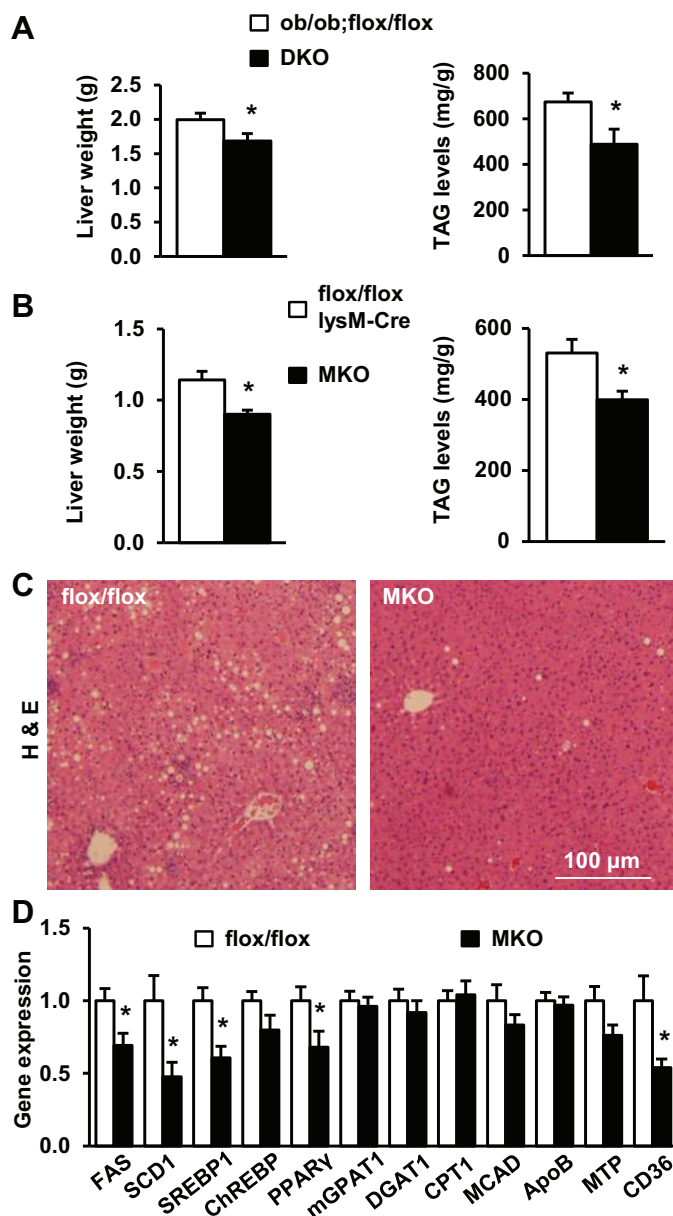 A
ob/ob;flox/flox
DKO
Liver weight (g)
2.5
2.0
1.5
1.0
0.5
0.0
*
TAG levels (mg/g)
800
600
400
200
0
*
B
flox/flox
lysM-Cre
MKO
Liver weight (g)
1.5
1.0
0.5
0.0
*
TAG levels (mg/g)
600
400
200
0
*
C
flox/flox
MKO
H & E
100 µm
D
flox/flox
MKO
Gene expression
1.5
1.0
0.5
0.0
* * * * *
FAS SCD1 SREBP1 ChREBP PPARγ mGPAT1 DGAT1 CPT1 MCAD ApoB MTP CD36